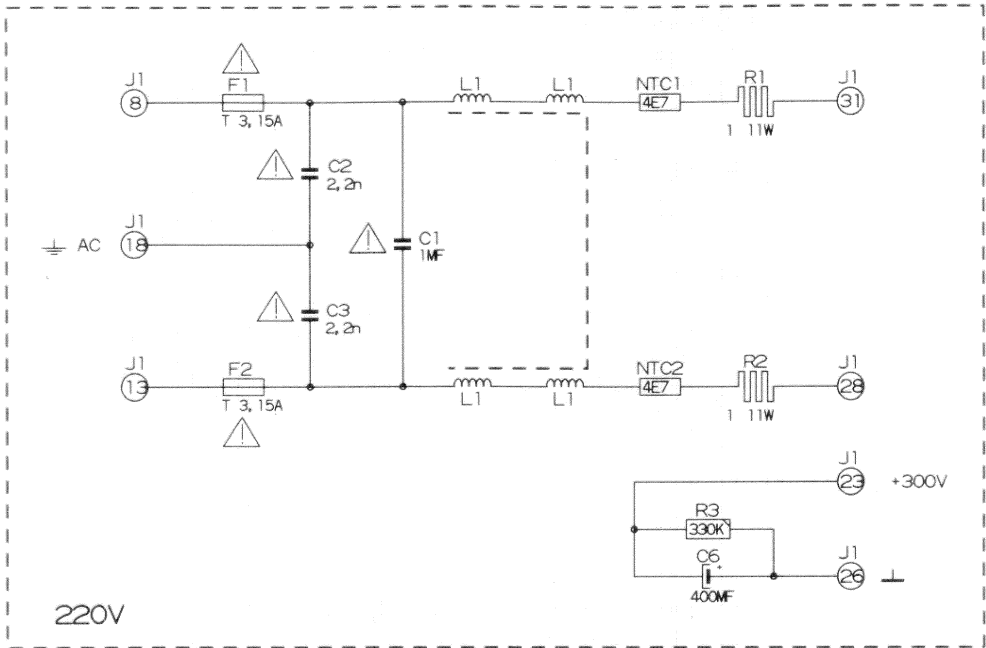 J1
8
F1
T 3, 15A
L1
L1
NTC1
4E7
R1
1 11W
J1
31
C2
2,2n
J1
18
AC
C1
1MF
C3
2,2n
J1
13
F2
T 3, 15A
L1
L1
NTC2
4E7
R2
1 11W
J1
28
J1
23
+300V
R3
330K
C6
+
400MF
J1
26
220V